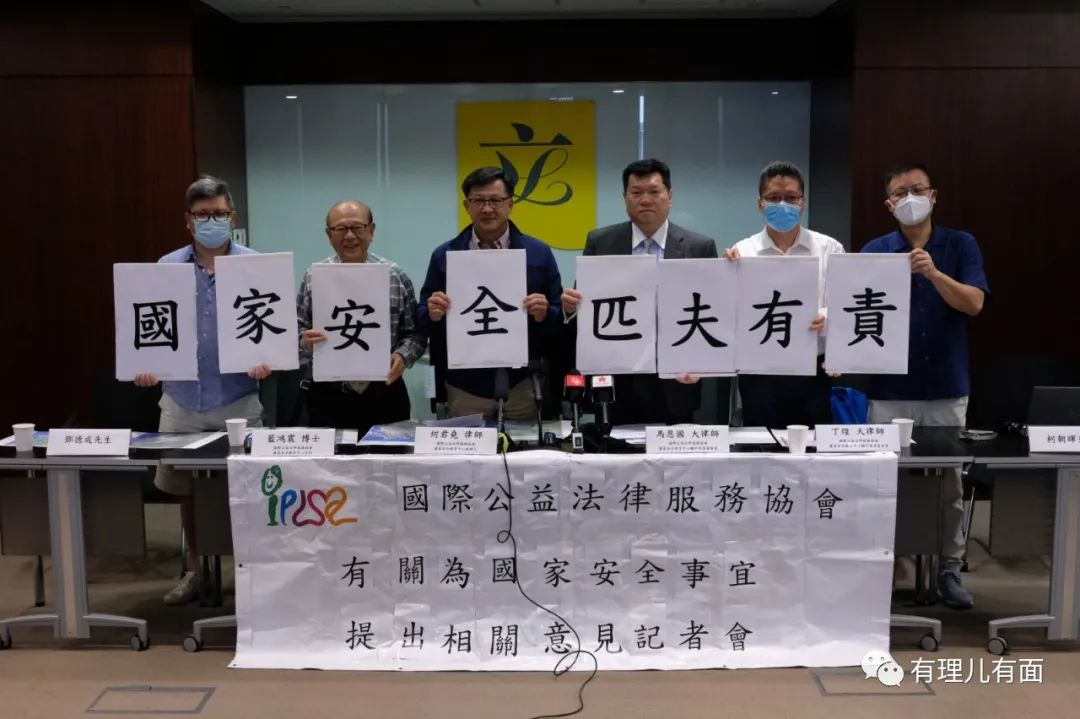 國家安全匹夫有責
鄧德成先生
藍鴻震 博士
何君堯 律師
馬恩國 大律師
丁煌 大律師
柯朝暉
iPLSA
國際公益法律服務協會
有關為國家安全事宜
提出相關意見記者會
有理儿有面